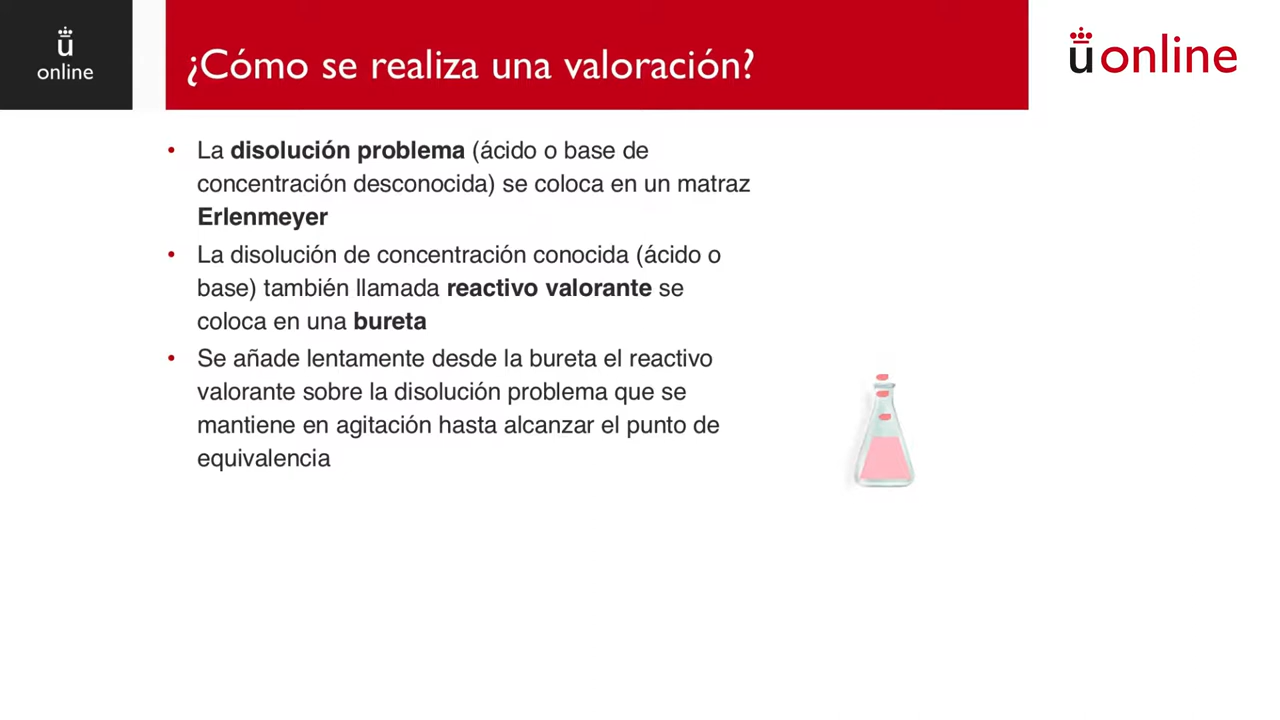 ü
online
¿Cómo se realiza una valoración?
üonline
• La disolución problema (ácido o base de
concentración desconocida) se coloca en un matraz
Erlenmeyer
• La disolución de concentración conocida (ácido o
base) también llamada reactivo valorante se
coloca en una bureta
• Se añade lentamente desde la bureta el reactivo
valorante sobre la disolución problema que se
mantiene en agitación hasta alcanzar el punto de
equivalencia